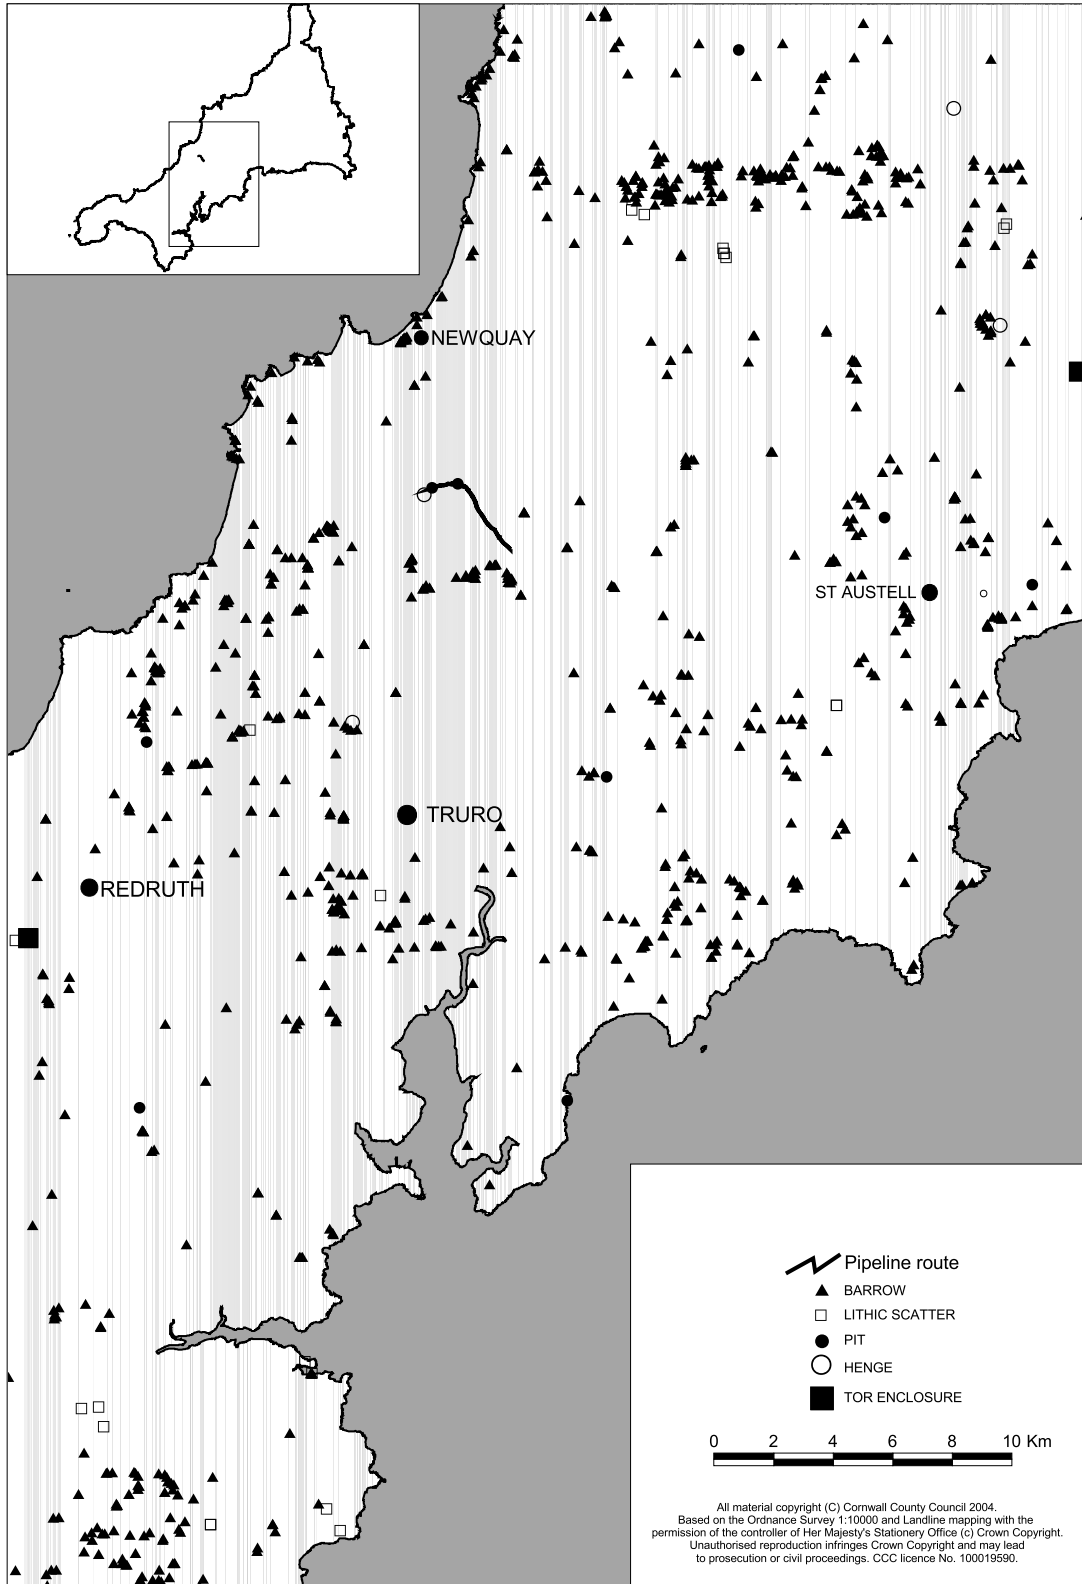 NEWQUAY
ST AUSTELL
TRURO
REDRUTH
Pipeline route
BARROW
LITHIC SCATTER
PIT
HENGE
TOR ENCLOSURE
0 2 4 6 8 10 Km
All material copyright (C) Cornwall County Council 2004.
Based on the Ordnance Survey 1:10000 and Landline mapping with the
permission of the controller of Her Majesty's Stationery Office (c) Crown Copyright.
Unauthorised reproduction infringes Crown Copyright and may lead
to prosecution or civil proceedings. CCC licence No. 100019590.